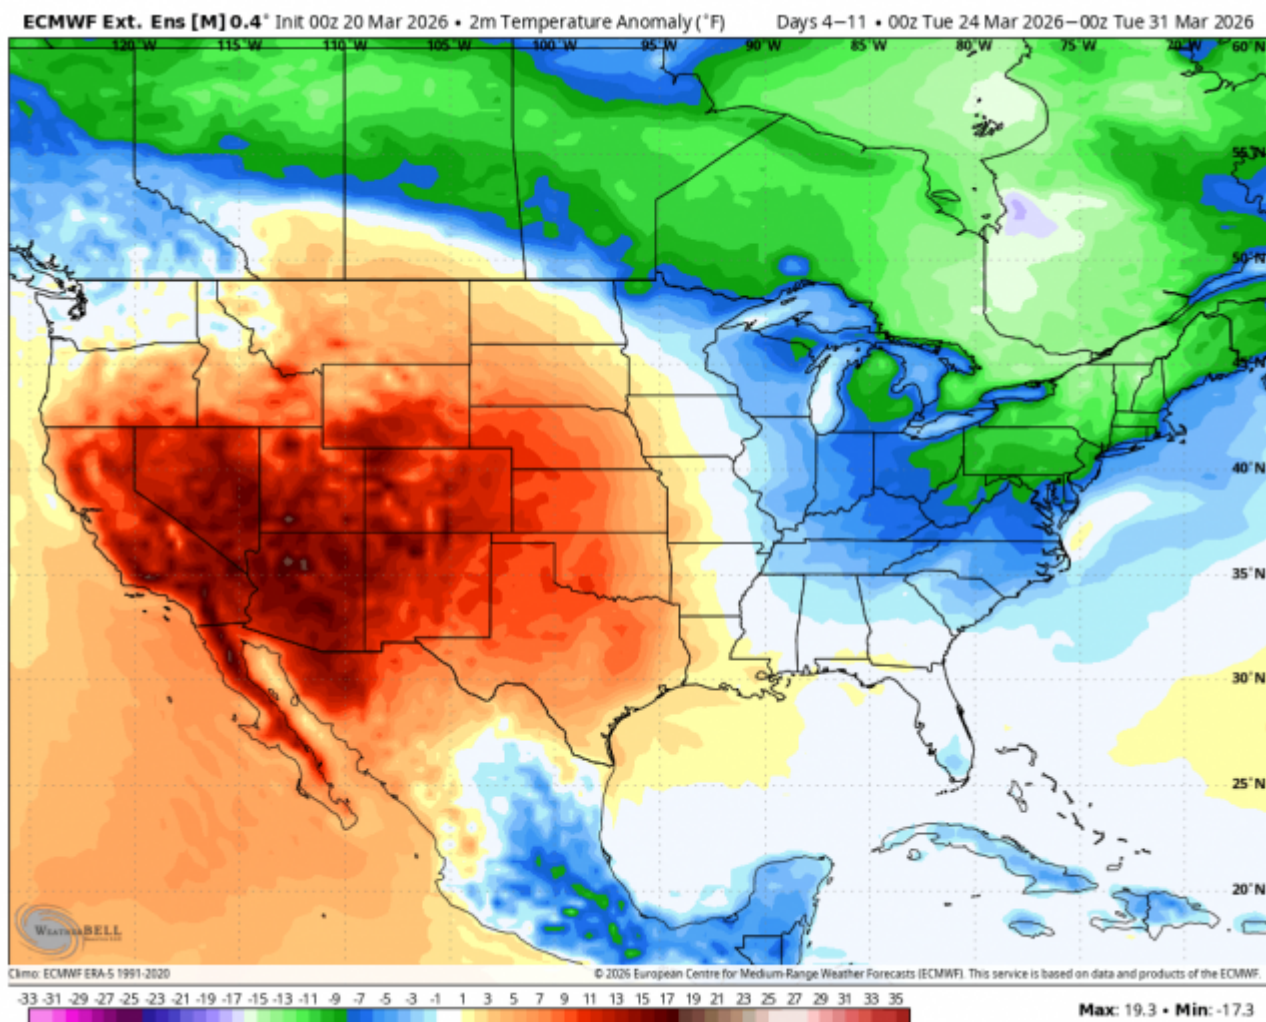 ECMWF Ext. Ens [M] 0.4° Init 00z 20 Mar 2026 • 2m Temperature Anomaly (°F)
Days 4−11 • 00z Tue 24 Mar 2026−00z Tue 31 Mar 2026
120°W 115°W 110°W 105°W 100°W 95°W 90°W 85°W 80°W 75°W 70°W 60°N
55°N
50°N
45°N
40°N
35°N
30°N
25°N
20°N
WEATHERBELL
Climo: ECMWF ERA-5 1991-2020
© 2026 European Centre for Medium-Range Weather Forecasts (ECMWF). This service is based on data and products of the ECMWF.
-33 -31 -29 -27 -25 -23 -21 -19 -17 -15 -13 -11 -9 -7 -5 -3 -1 1 3 5 7 9 11 13 15 17 19 21 23 25 27 29 31 33 35
Max: 19.3 • Min: -17.3